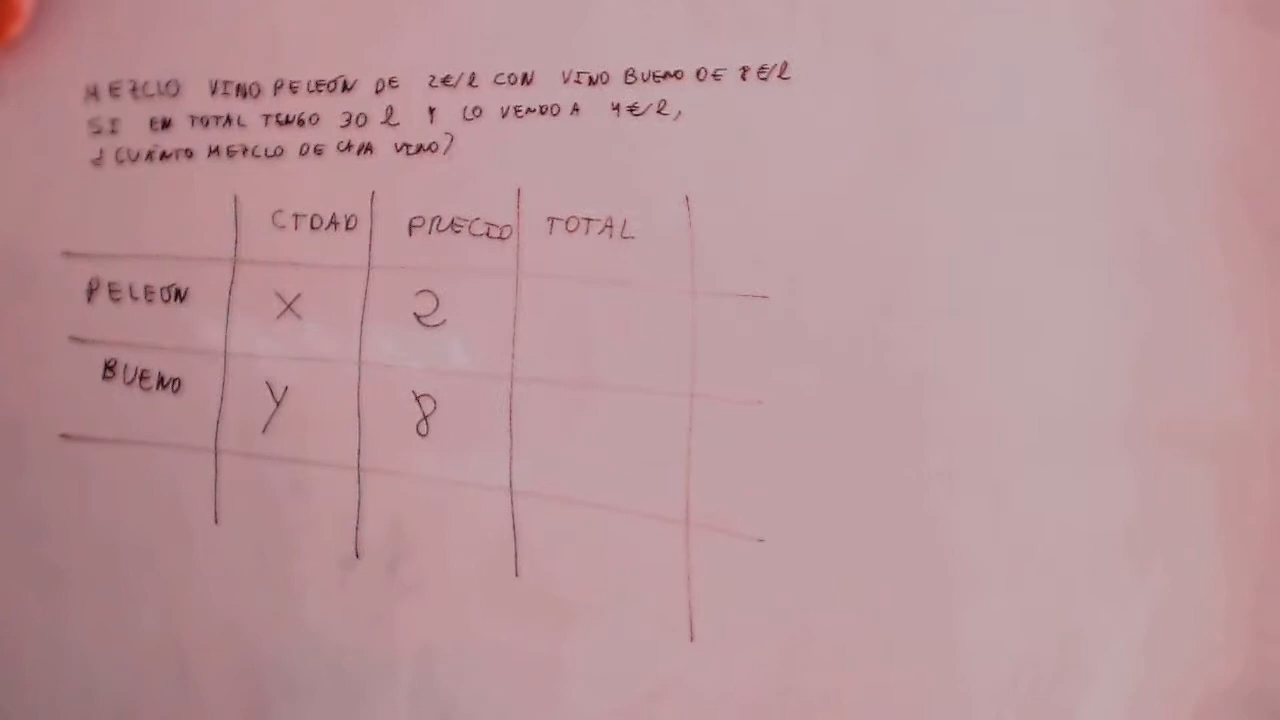 MEZCLO VINO PELEÓN DE 2€/l CON VINO BUENO DE 8€/l
SI EN TOTAL TENGO 30 l Y LO VENDO A 4€/l,
¿CUÁNTO MEZCLO DE CADA VINO?
CTDAD PRECIO TOTAL
PELEÓN X 2
BUENO Y 8